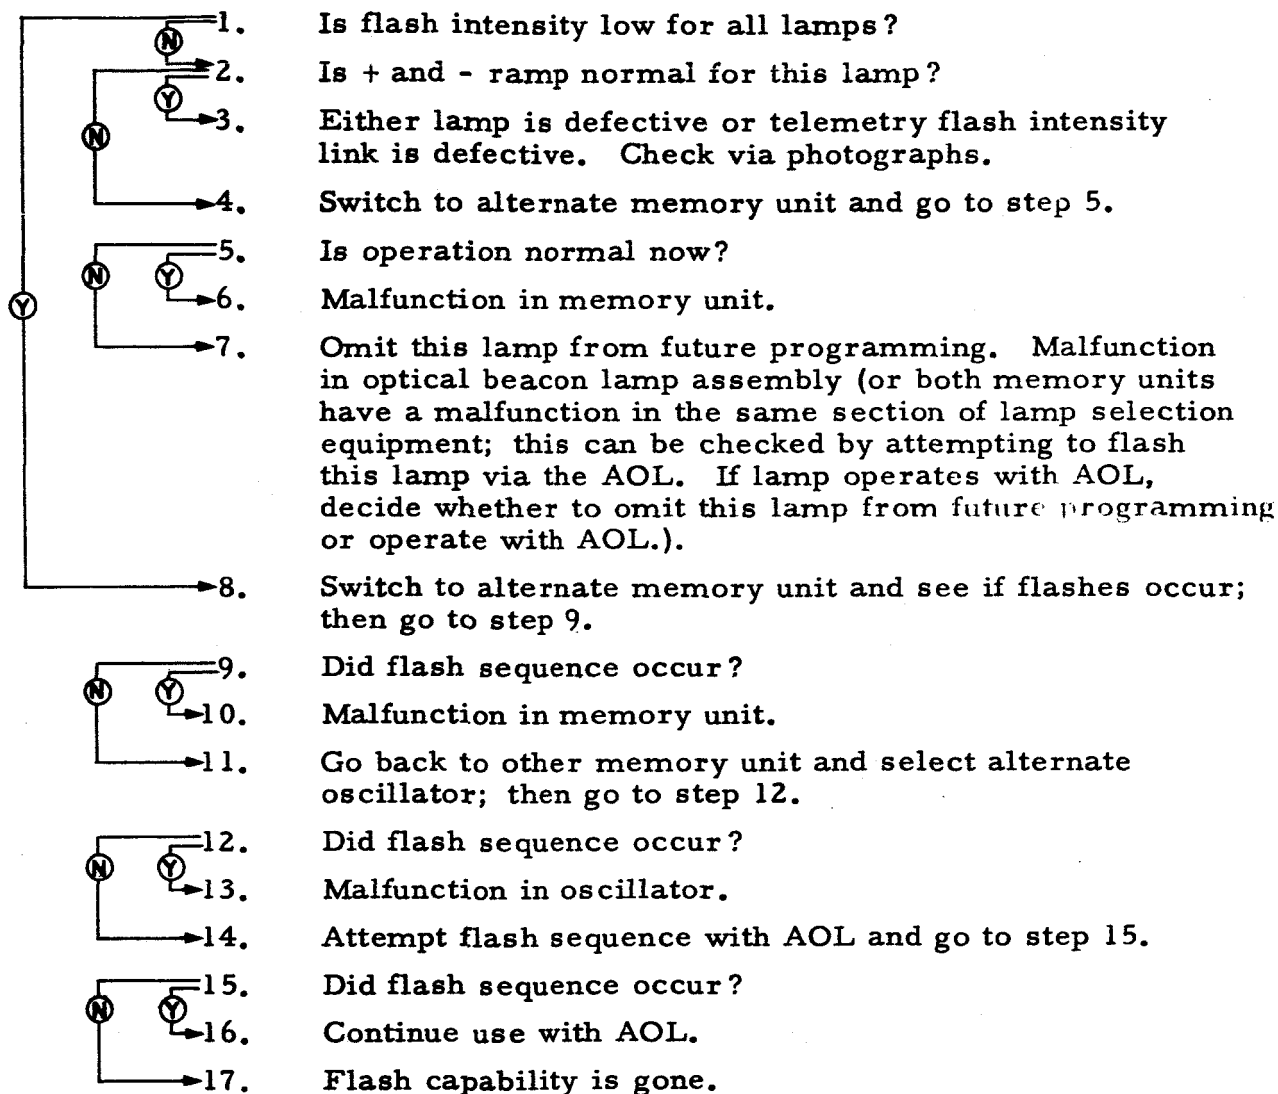 1. Is flash intensity low for all lamps?
N
2. Is + and - ramp normal for this lamp?
Y
3. Either lamp is defective or telemetry flash intensity
N
link is defective. Check via photographs.
4. Switch to alternate memory unit and go to step 5.
5. Is operation normal now?
N Y
6. Malfunction in memory unit.
Y
7. Omit this lamp from future programming. Malfunction
in optical beacon lamp assembly (or both memory units
have a malfunction in the same section of lamp selection
equipment; this can be checked by attempting to flash
this lamp via the AOL. If lamp operates with AOL,
decide whether to omit this lamp from future programming
or operate with AOL.).
8. Switch to alternate memory unit and see if flashes occur;
then go to step 9.
9. Did flash sequence occur?
N Y
10. Malfunction in memory unit.
11. Go back to other memory unit and select alternate
oscillator; then go to step 12.
12. Did flash sequence occur?
N Y
13. Malfunction in oscillator.
14. Attempt flash sequence with AOL and go to step 15.
15. Did flash sequence occur?
N Y
16. Continue use with AOL.
17. Flash capability is gone.